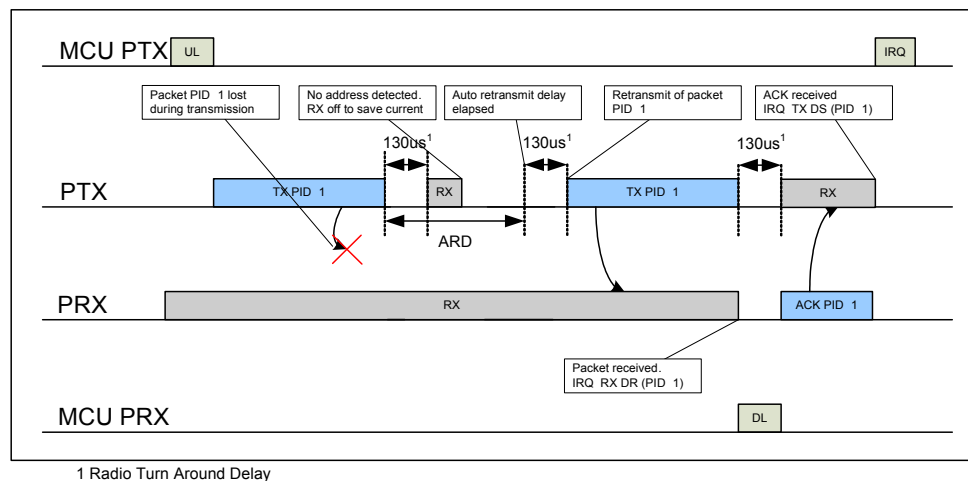 MCU PTX
UL
IRQ
Packet PID 1 lost
during transmission
No address detected.
RX off to save current
Auto retransmit delay
elapsed
Retransmit of packet
PID 1
ACK received
IRQ TX DS (PID 1)
130us1
130us1
130us1
PTX
TX PID 1
RX
TX PID 1
RX
ARD
PRX
RX
ACK PID 1
Packet received.
IRQ RX DR (PID 1)
MCU PRX
DL
1 Radio Turn Around Delay